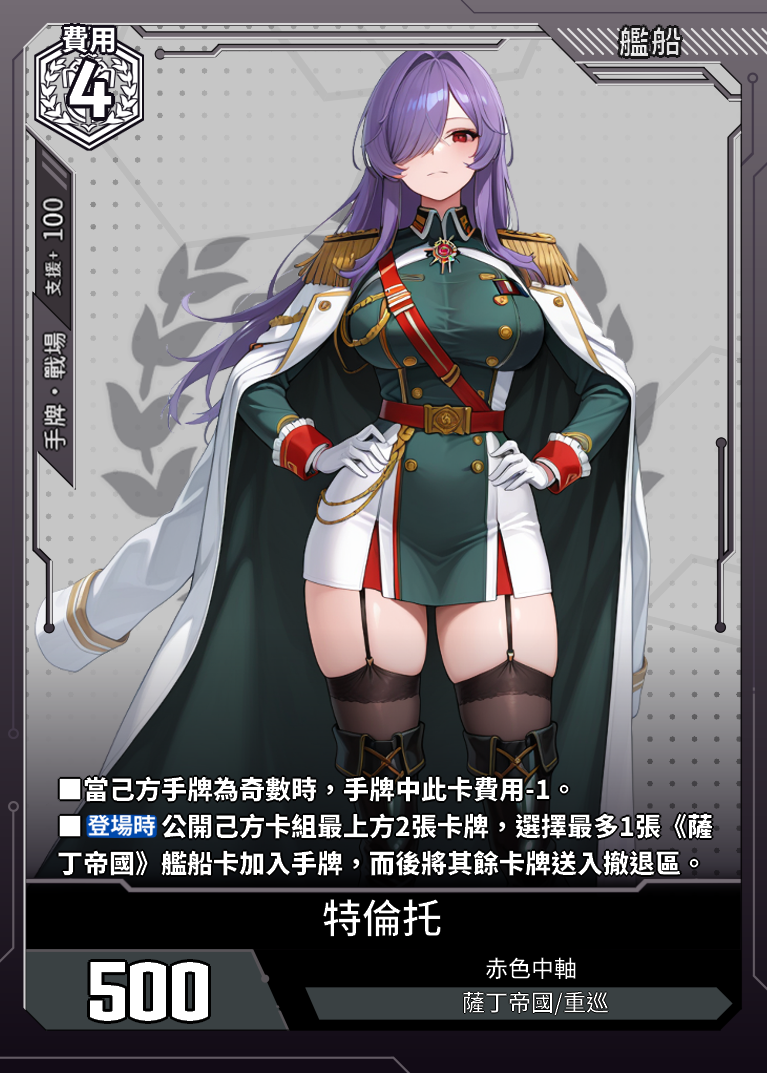 費用
4
艦船
支援+ 100
手牌・戰場
■當己方手牌為奇數時，手牌中此卡費用-1。
■登場時公開己方卡組最上方2張卡牌，選擇最多1張《薩
丁帝國》艦船卡加入手牌，而後將其餘卡牌送入撤退區。
特倫托
500
赤色中軸
薩丁帝國/重巡